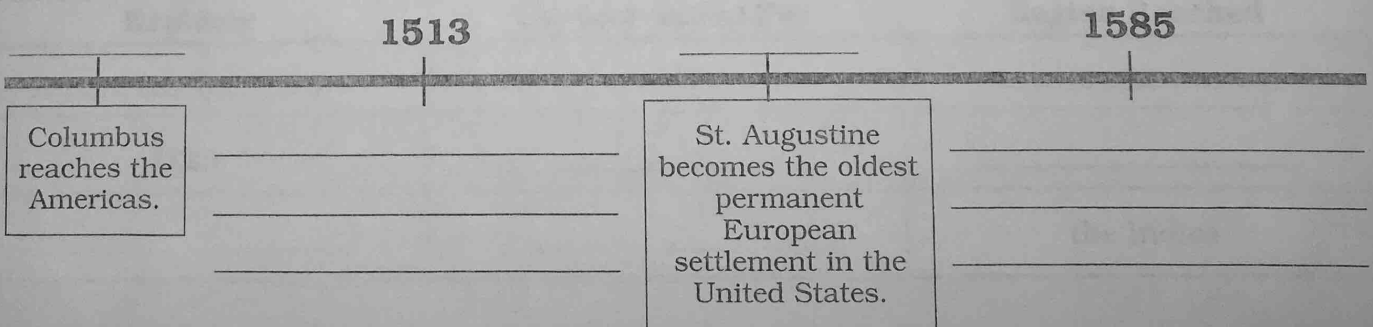 1513
1585
Columbus
reaches the
Americas.
St. Augustine
becomes the oldest
permanent
European
settlement in the
United States.